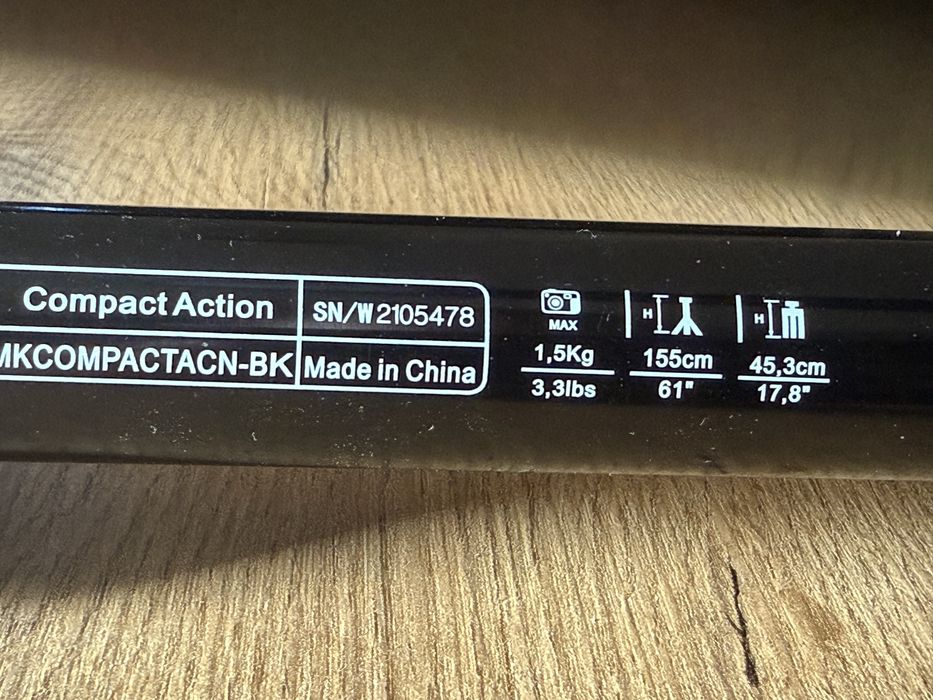 Compact Action
SN/W2105478
MKCOMPACTACN-BK
Made in China
MAX
1,5Kg
3,3lbs
H
155cm
61"
H
45,3cm
17,8"